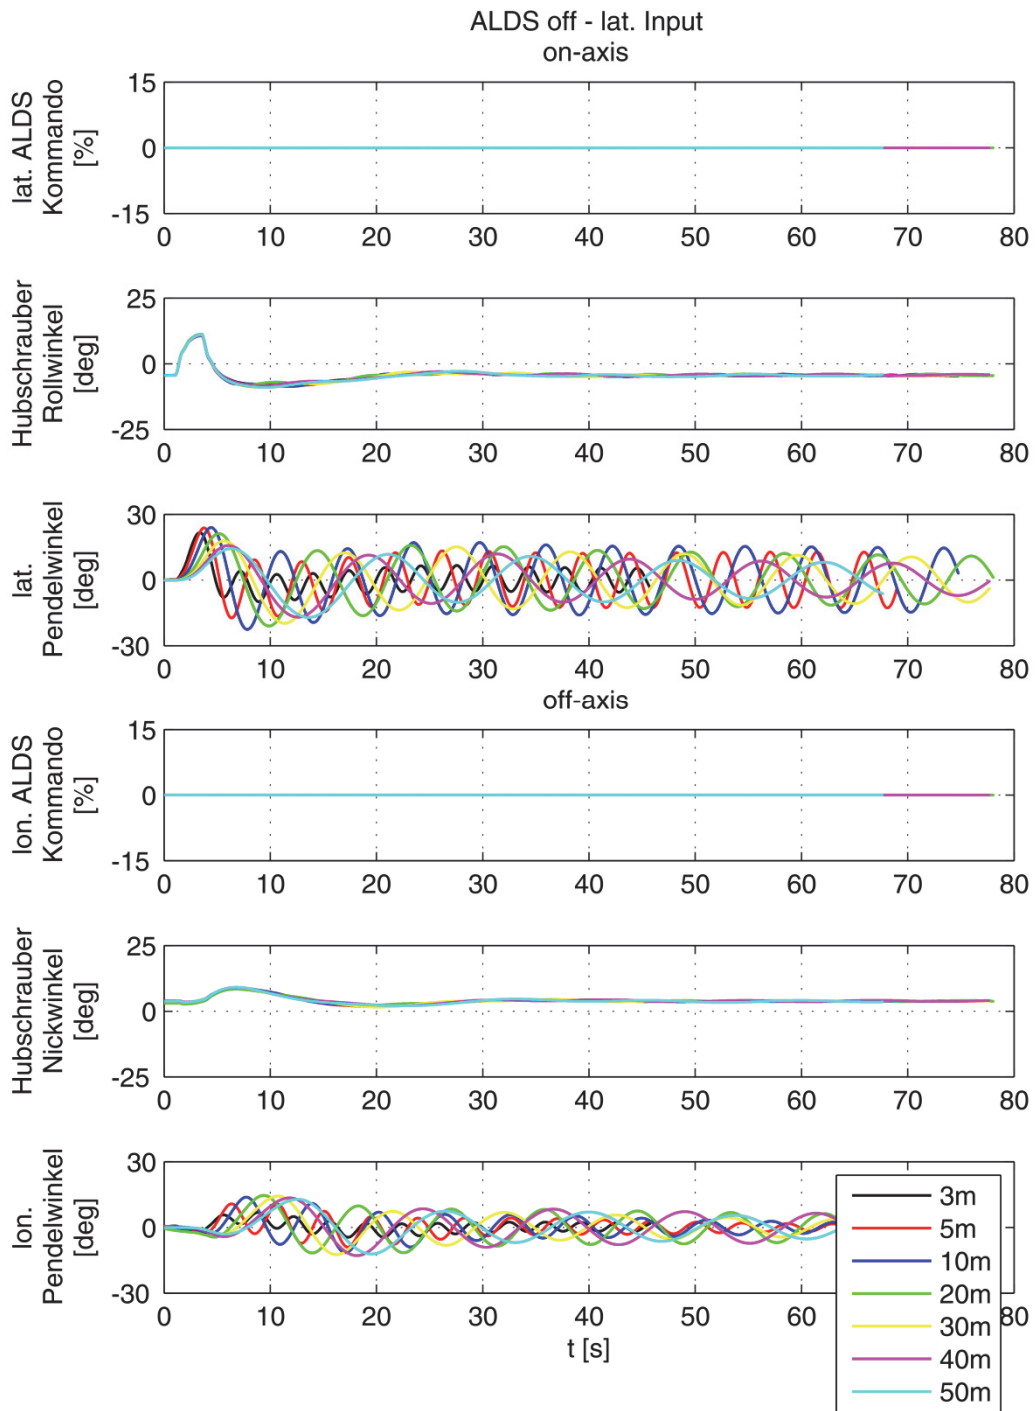 ALDS off - lat. Input
on-axis
lat. ALDS
Kommando
[%]
15
0
-15
0 10 20 30 40 50 60 70 80
Hubschrauber
Rollwinkel
[deg]
25
0
-25
0 10 20 30 40 50 60 70 80
lat.
Pendelwinkel
[deg]
30
0
-30
0 10 20 30 40 50 60 70 80
off-axis
lon. ALDS
Kommando
[%]
15
0
-15
0 10 20 30 40 50 60 70 80
Hubschrauber
Nickwinkel
[deg]
25
0
-25
0 10 20 30 40 50 60 70 80
lon.
Pendelwinkel
[deg]
30
0
-30
0 10 20 30 40 50 60 80
t [s]
3m
5m
10m
20m
30m
40m
50m